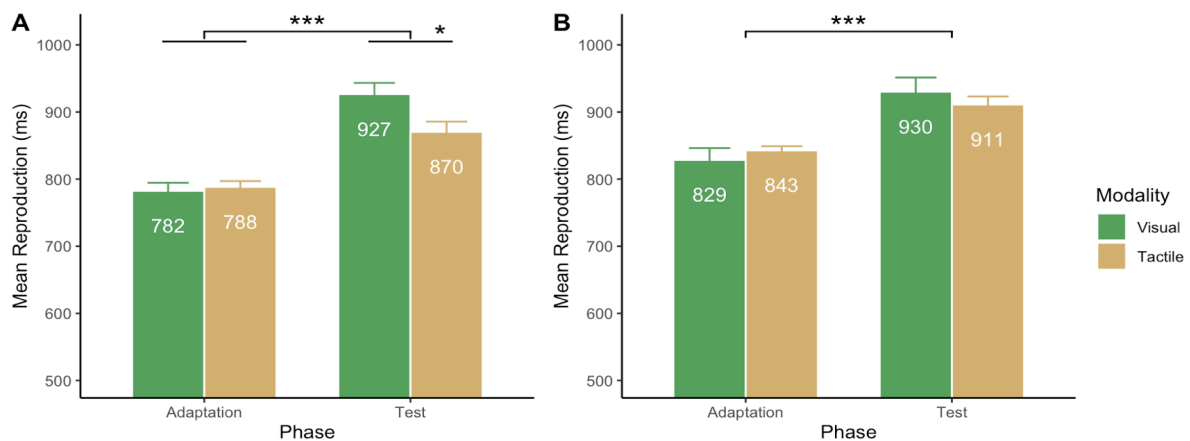 A
Mean Reproduction (ms)
1000
900
800
700
600
500
***
*
782
788
927
870
Adaptation
Test
Phase
B
Mean Reproduction (ms)
1000
900
800
700
600
500
***
829
843
930
911
Adaptation
Test
Phase
Modality
Visual
Tactile